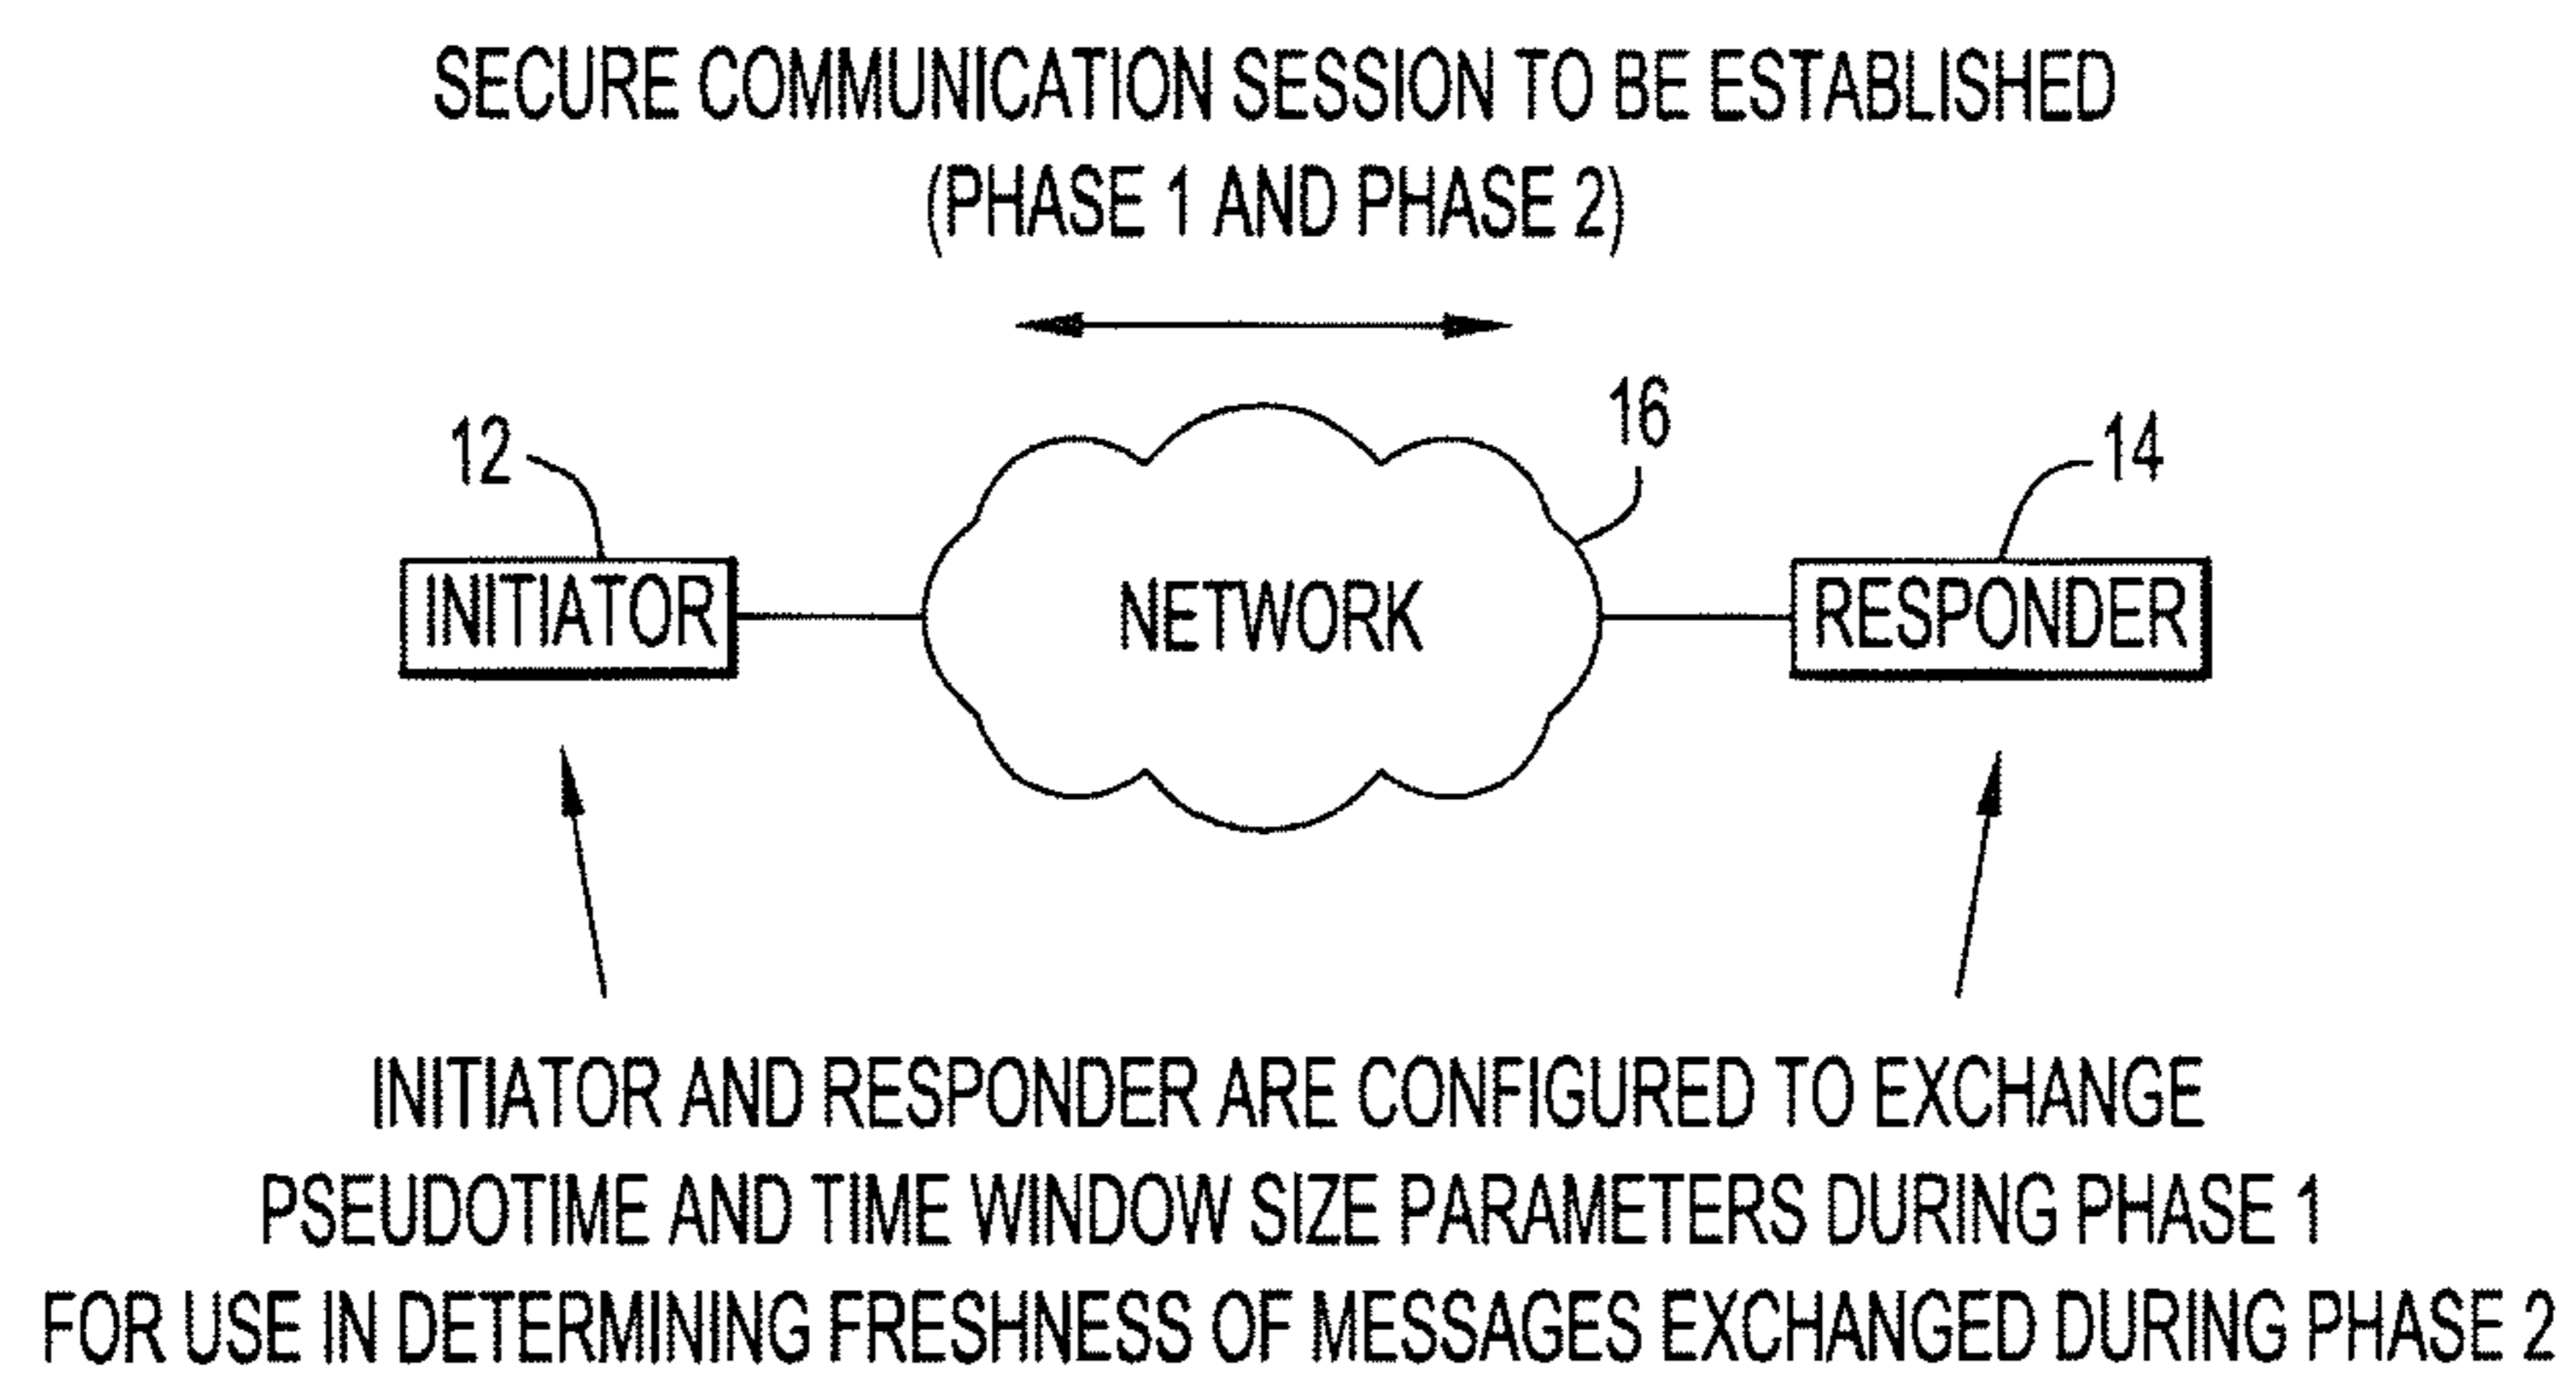 SECURE COMMUNICATION SESSION TO BE ESTABLISHED
(PHASE 1 AND PHASE 2)
16
12
14
INITIATOR
NETWORK
RESPONDER
INITIATOR AND RESPONDER ARE CONFIGURED TO EXCHANGE
PSEUDOTIME AND TIME WINDOW SIZE PARAMETERS DURING PHASE 1
FOR USE IN DETERMINING FRESHNESS OF MESSAGES EXCHANGED DURING PHASE 2